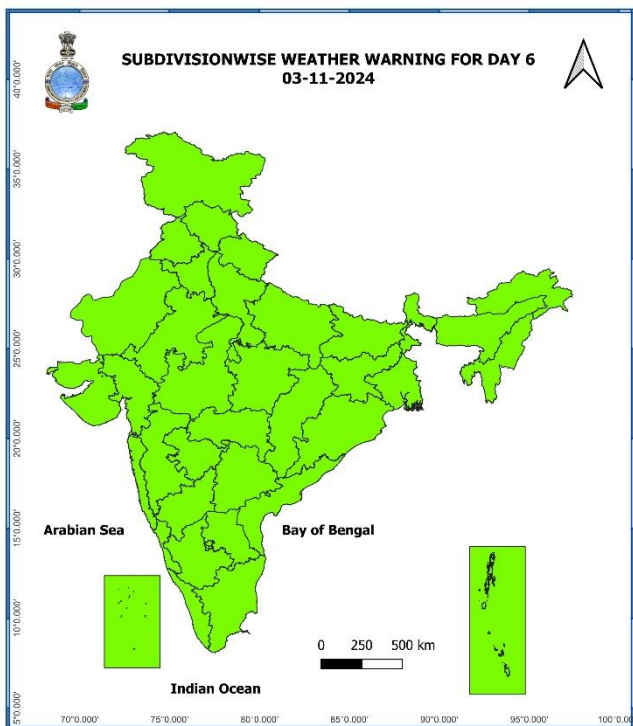 SUBDIVISIONWISE WEATHER WARNING FOR DAY 6
03-11-2024
40°0.000'
35°0.000'
30°0.000'
25°0.000'
20°0.000'
15°0.000'
10°0.000'
5°0.000'
Arabian Sea
Bay of Bengal
0 250 500 km
Indian Ocean
70°0.000' 75°0.000' 80°0.000' 85°0.000' 90°0.000' 95°0.000' 100°0.0